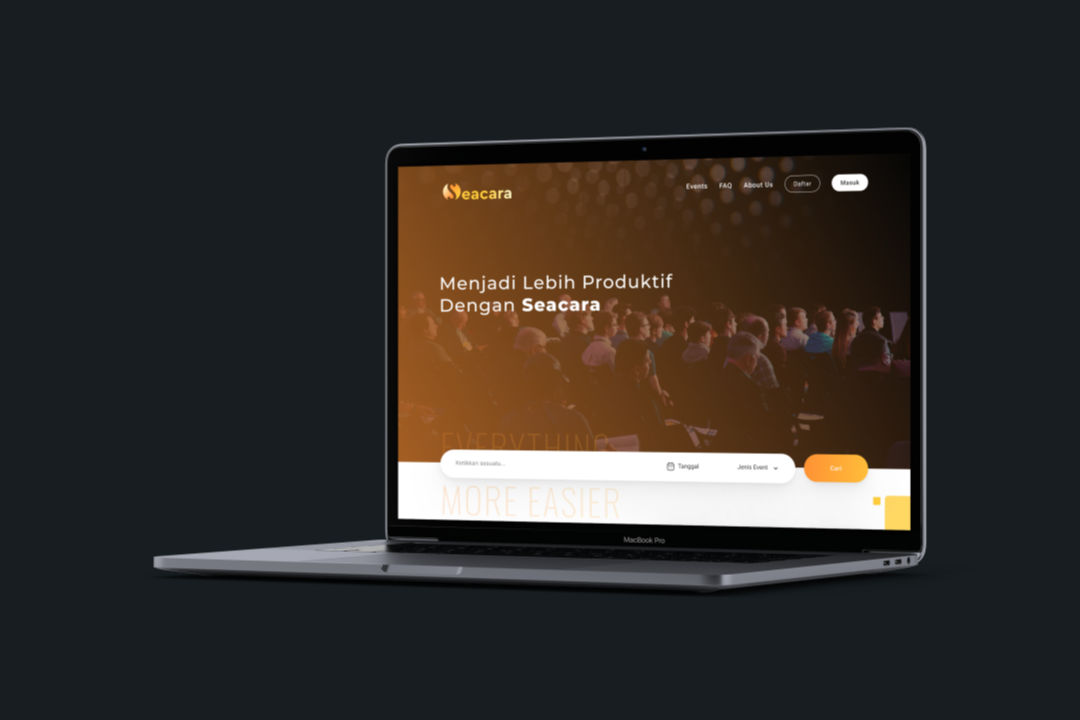 Seacara
Events FAQ About Us Daftar Masuk
Menjadi Lebih Produktif
Dengan Seacara
EVERYTHING
Ketikkan sesuatu... Tanggal Jenis Event Cari
MORE EASIER
MacBook Pro